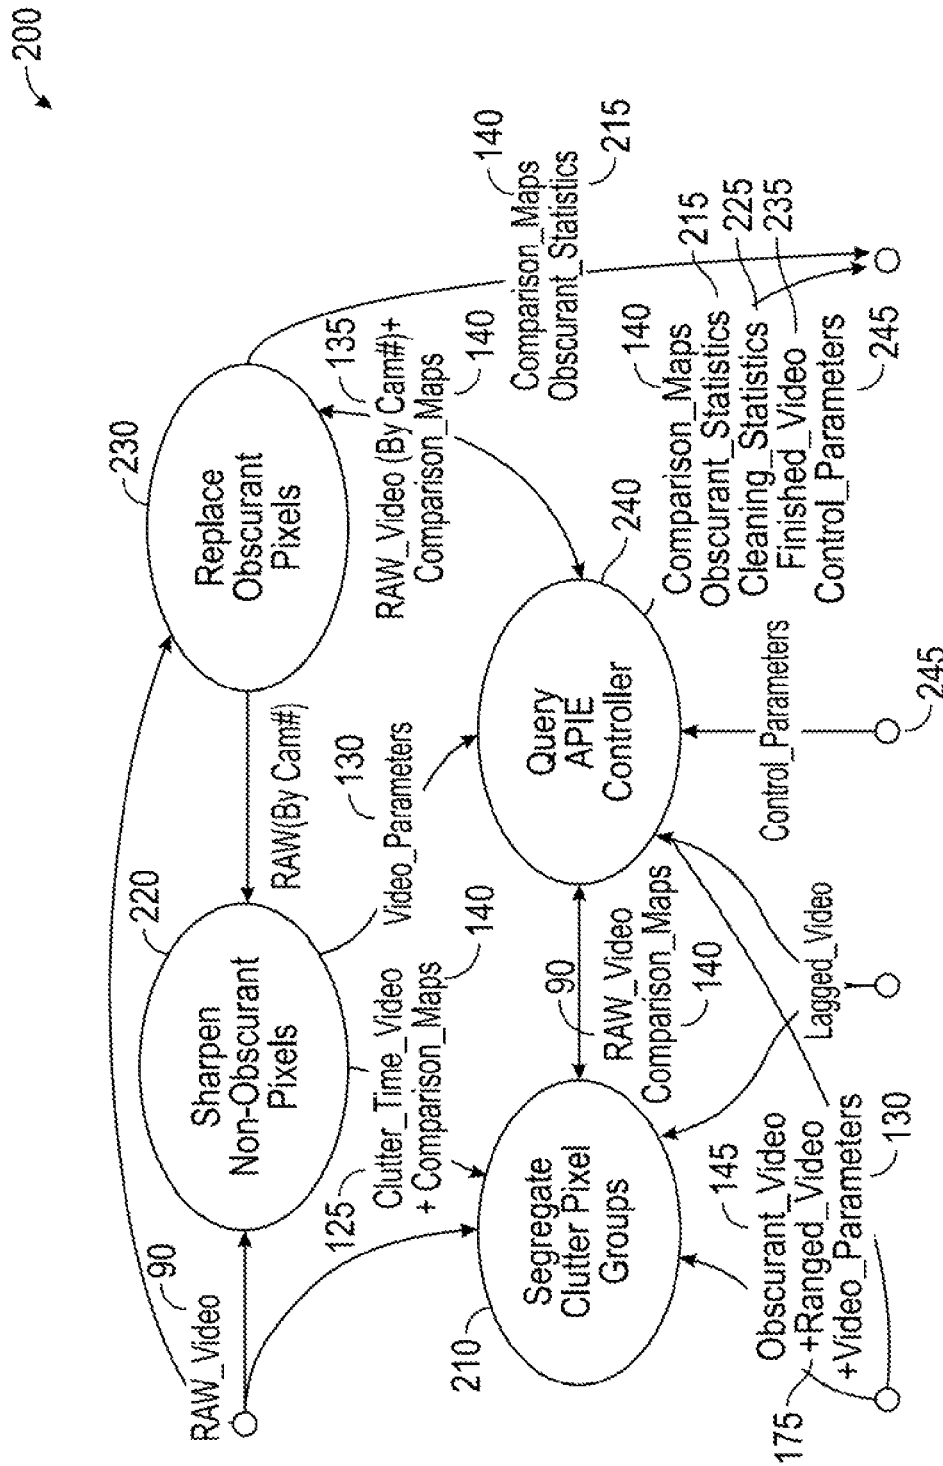 200
RAW_Video
90
Sharpen
Non-Obscurant
Pixels
220
RAW(By Cam#)
Replace
Obscurant
Pixels
230
125
Clutter_Time_Video
+ Comparison_Maps
140
Video_Parameters
130
135
RAW_Video (By Cam#)+
Comparison_Maps
140
Comparison_Maps
140
Obscurant_Statistics
215
210
Segregate
Clutter Pixel
Groups
90
RAW_Video
Comparison_Maps
140
Query
APIE
Controller
240
Comparison_Maps
140
Obscurant_Statistics
215
Cleaning_Statistics
225
Finished_Video
235
Control_Parameters
245
145
Obscurant_Video
175
+Ranged_Video
+Video_Parameters
130
Lagged_Video
Control_Parameters
245